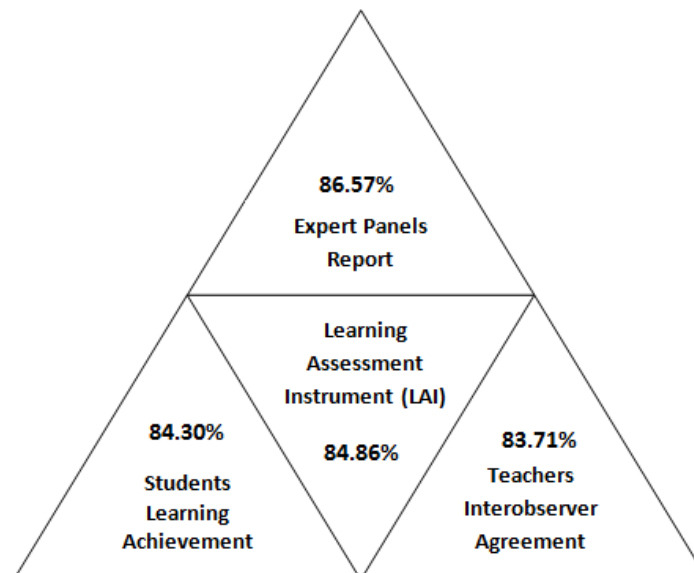 86.57%
Expert Panels
Report
Learning
Assessment
Instrument (LAI)
84.86%
84.30%
Students
Learning
Achievement
83.71%
Teachers
Interobserver
Agreement